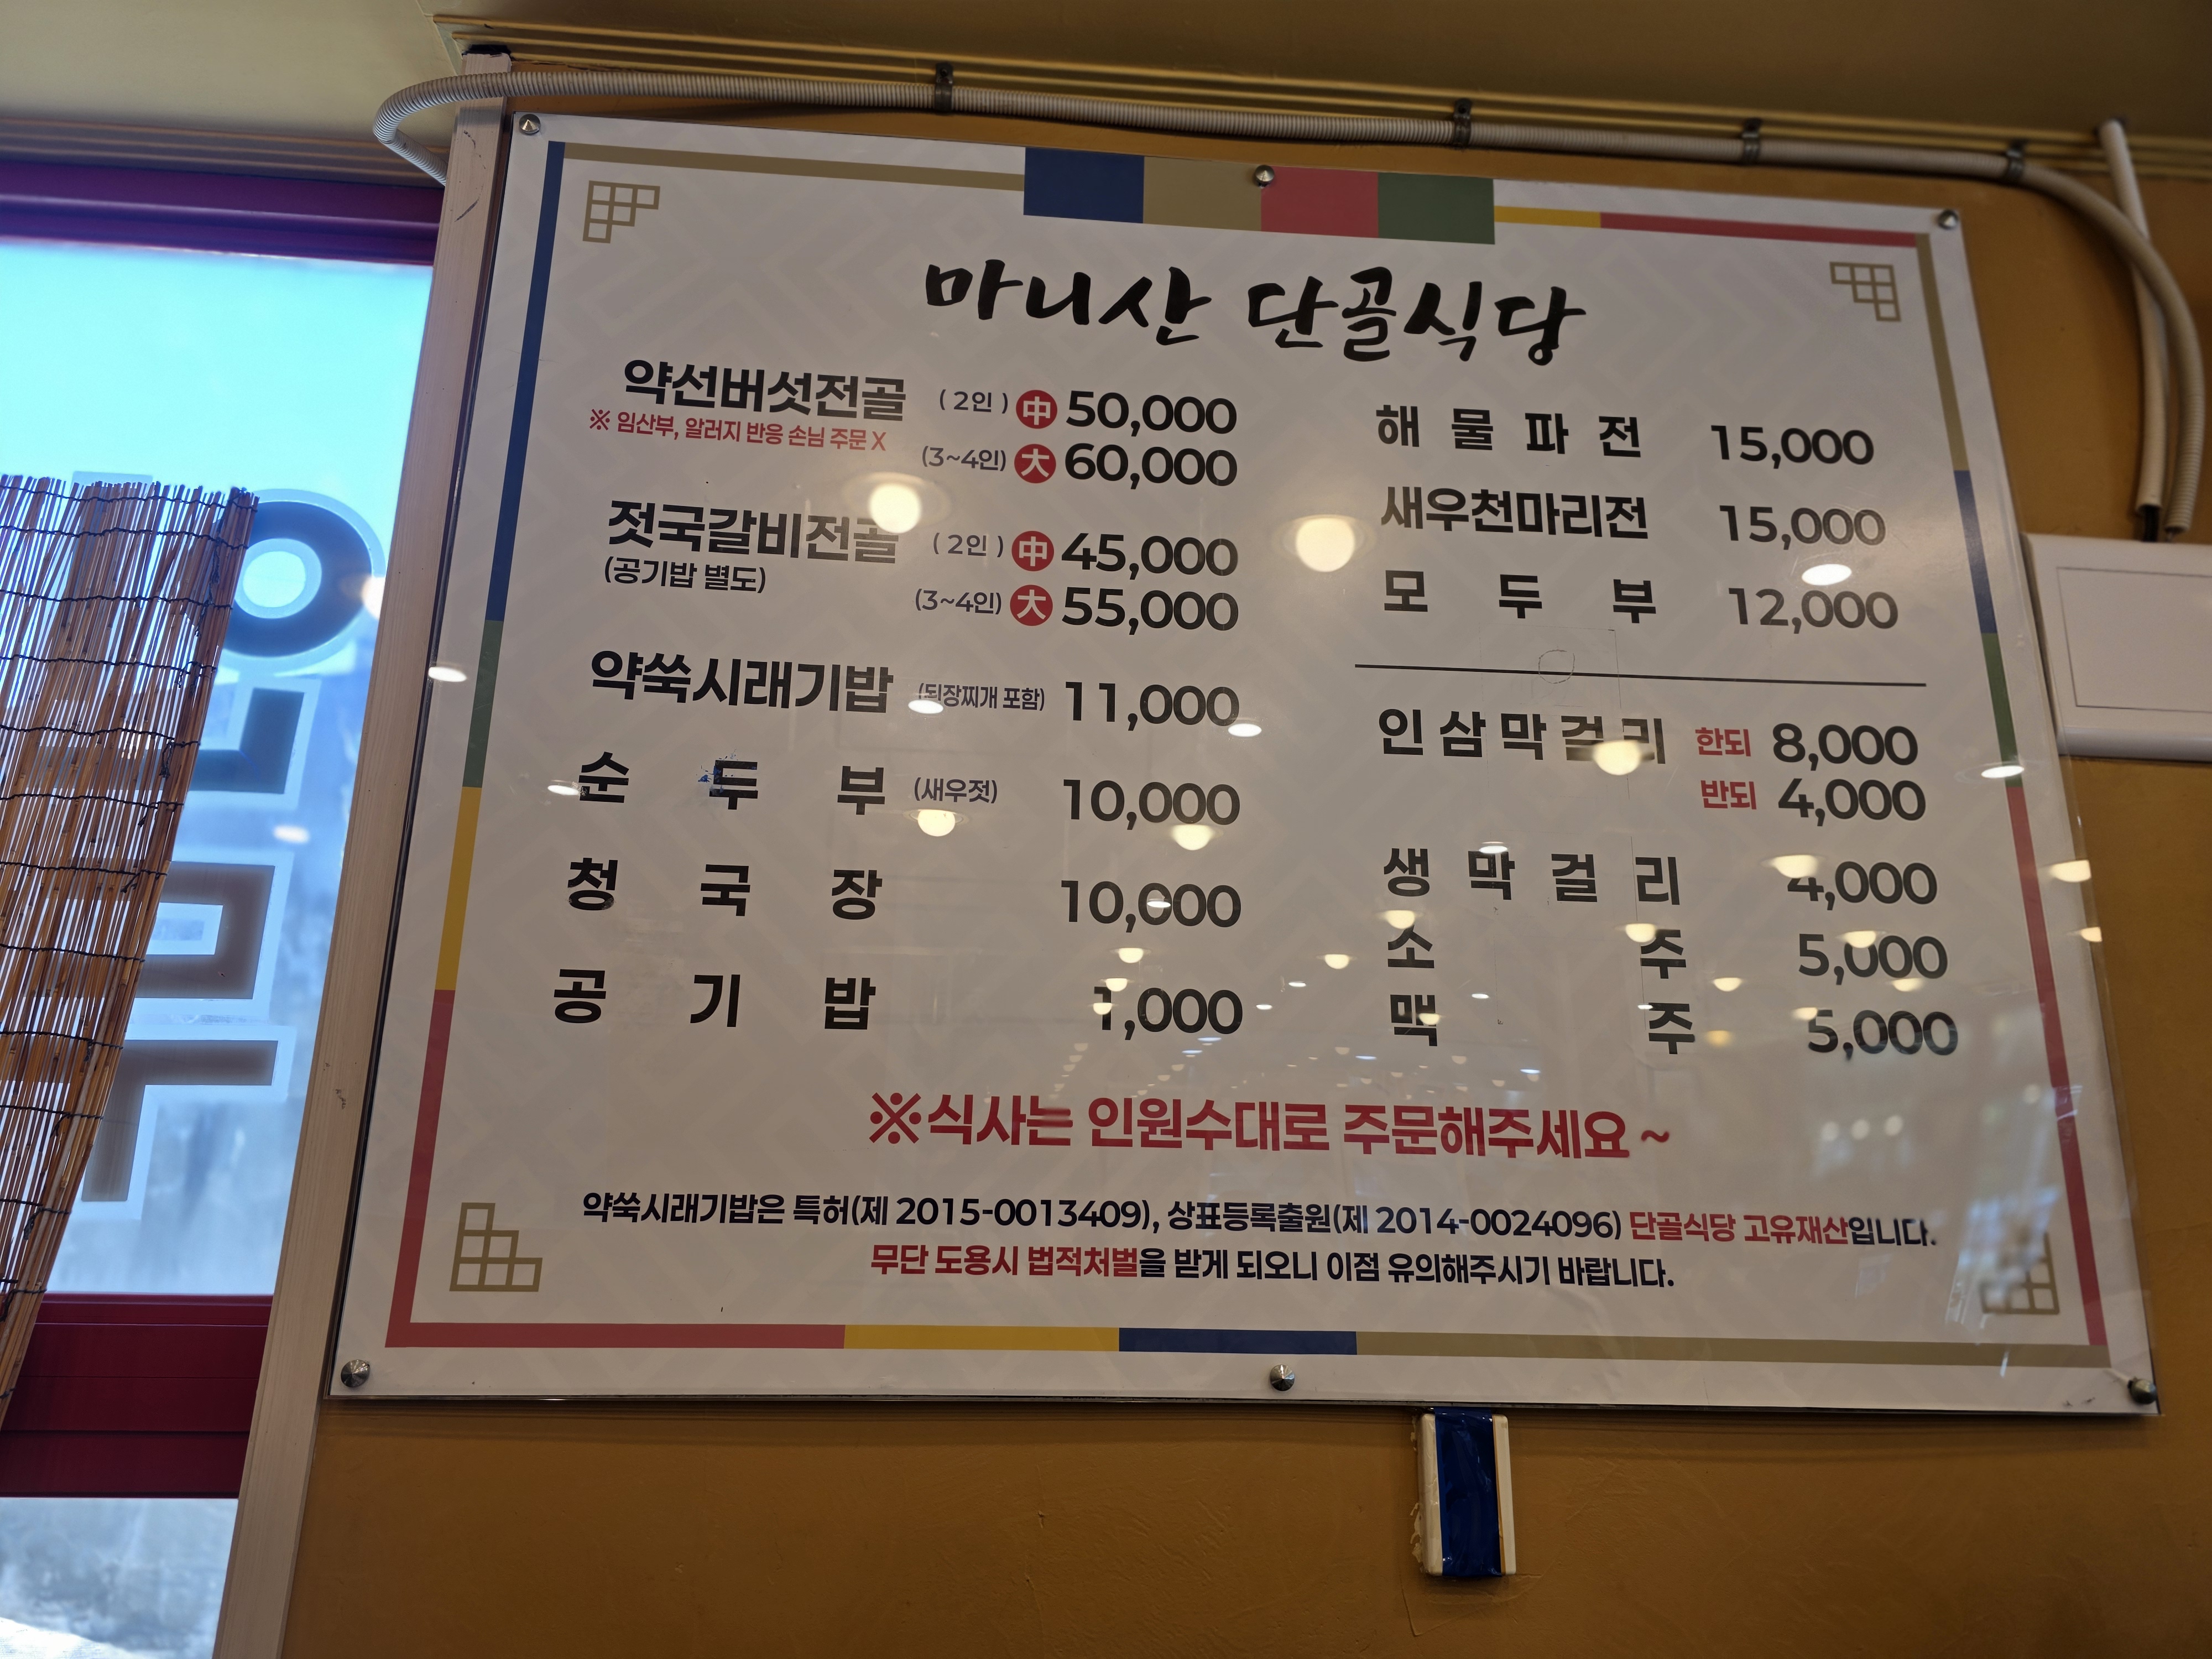 마니산 단골식당
약선버섯전골 (2인) 中 50,000
※ 임산부, 알러지 반응 손님 주문 X
(3~4인) 大 60,000
젓국갈비전골 (2인) 中 45,000
(공기밥 별도)
(3~4인) 大 55,000
약쑥시래기밥 (된장찌개 포함) 11,000
순두부 (새우젓) 10,000
청국장 10,000
공기밥 1,000
해물파전 15,000
새우천마리전 15,000
모두부 12,000
인삼막걸리 한되 8,000
반되 4,000
생막걸리 4,000
소주 5,000
맥주 5,000
※식사는 인원수대로 주문해주세요~
약쑥시래기밥은 특허(제 2015-0013409), 상표등록출원(제 2014-0024096) 단골식당 고유재산입니다.
무단 도용시 법적처벌을 받게 되오니 이점 유의해주시기 바랍니다.